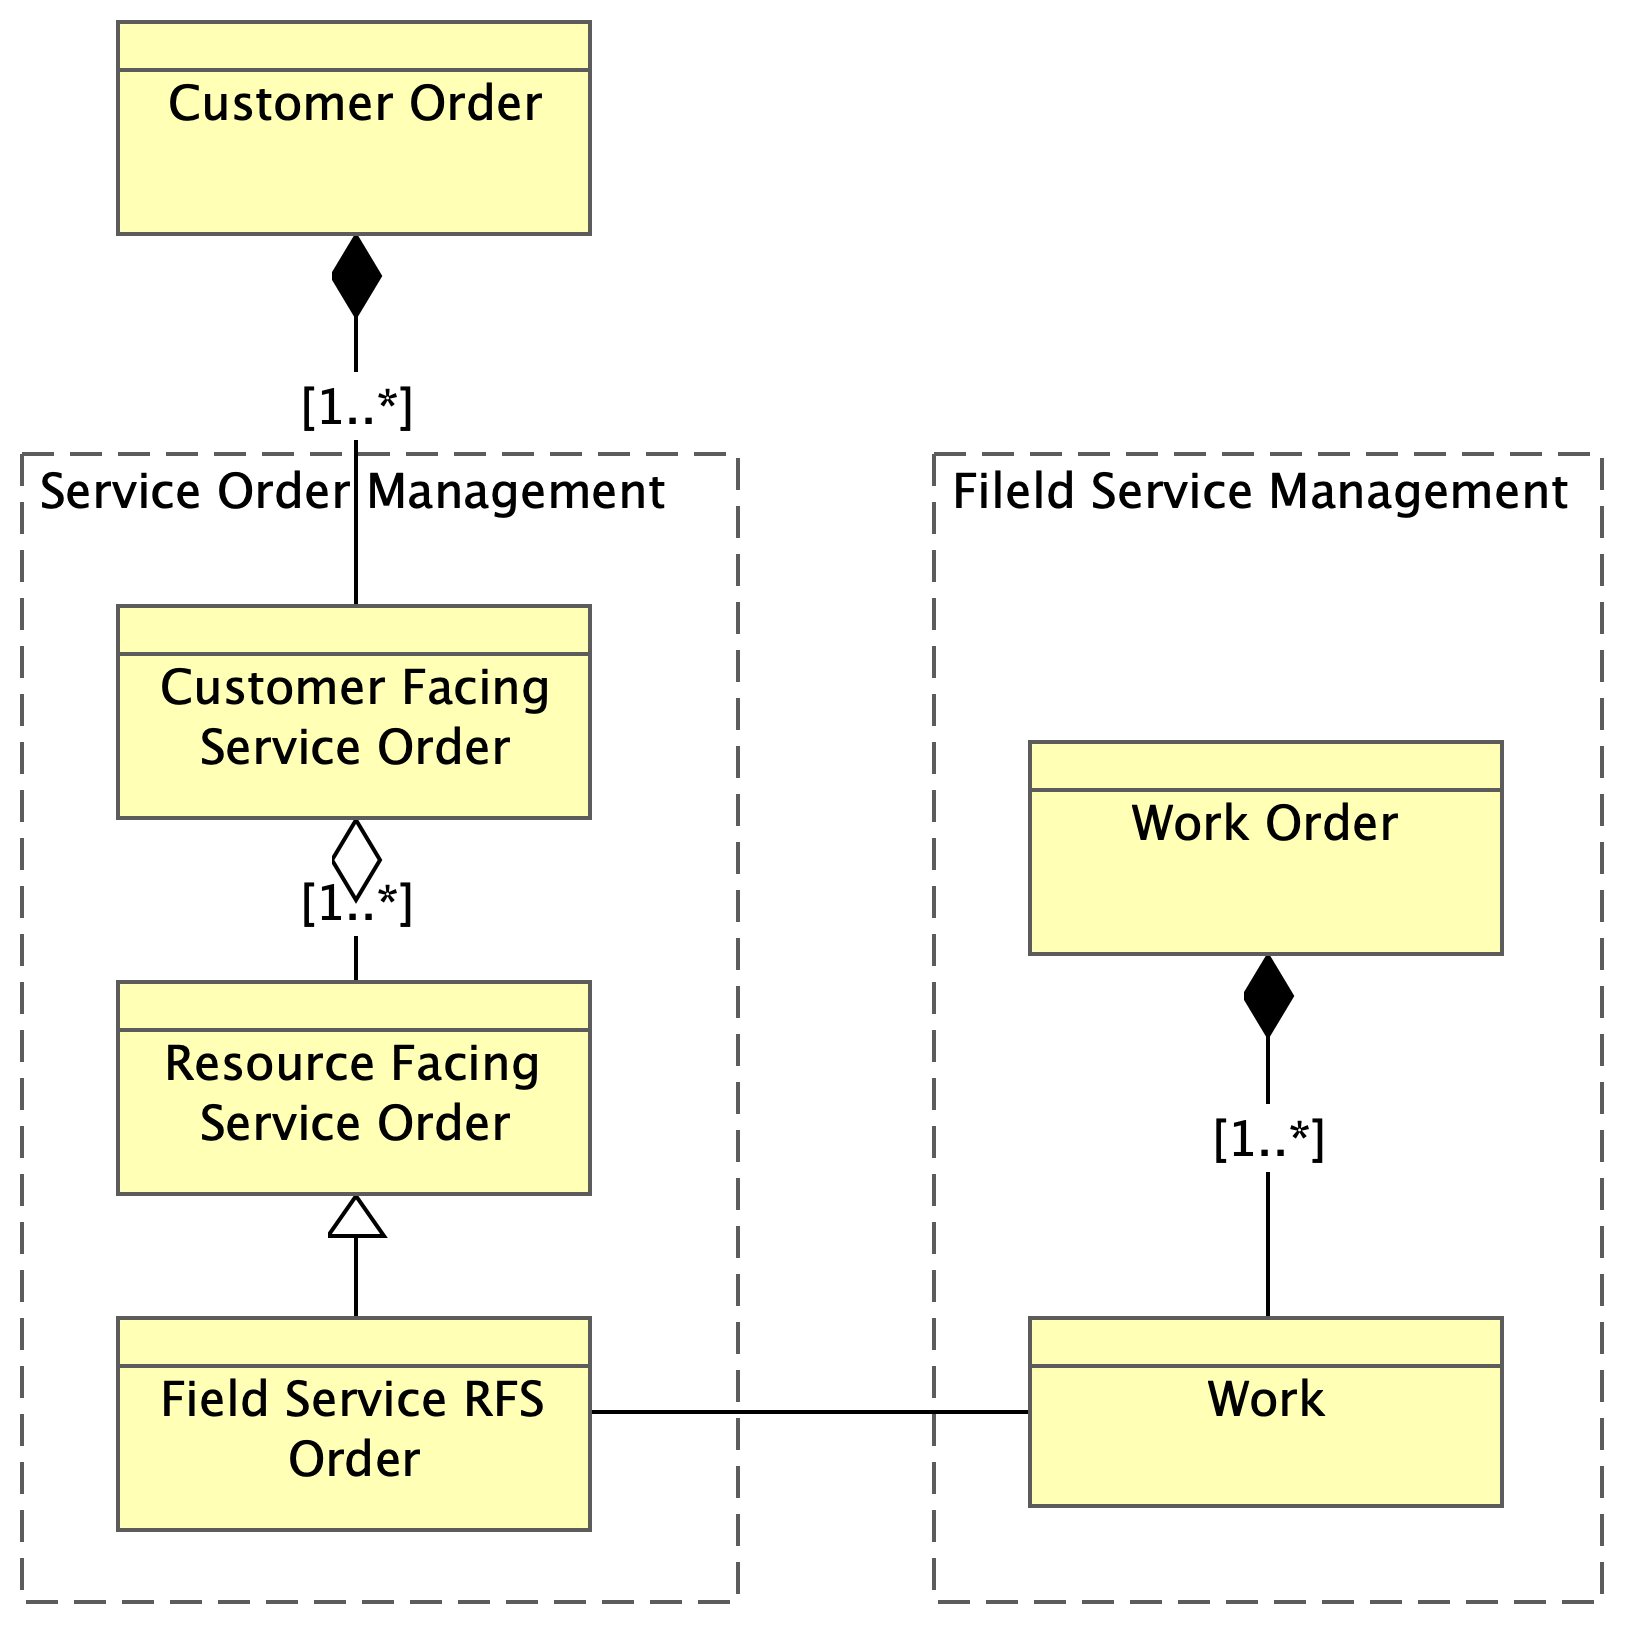 Customer Order
[1..*]
Service Order Management
Customer Facing
Service Order
[1..*]
Resource Facing
Service Order
Field Service RFS
Order
Fileld Service Management
Work Order
[1..*]
Work